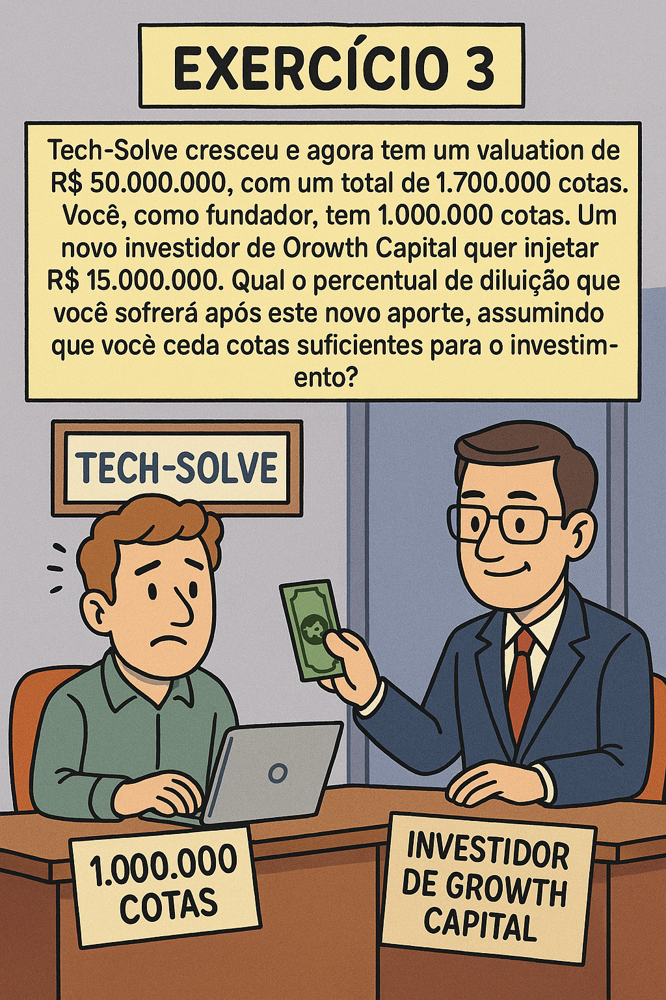 EXERCÍCIO 3
Tech-Solve cresceu e agora tem um valuation de
R$ 50.000.000, com um total de 1.700.000 cotas.
Você, como fundador, tem 1.000.000 cotas. Um
novo investidor de Orowth Capital quer injetar
R$ 15.000.000. Qual o percentual de diluição que
você sofrerá após este novo aporte, assumindo
que vocè ceda cotas suficientes para o investim-
ento?
TECH-SOLVE
1.000.000
COTAS
INVESTIDOR
DE GROWTH
CAPITAL